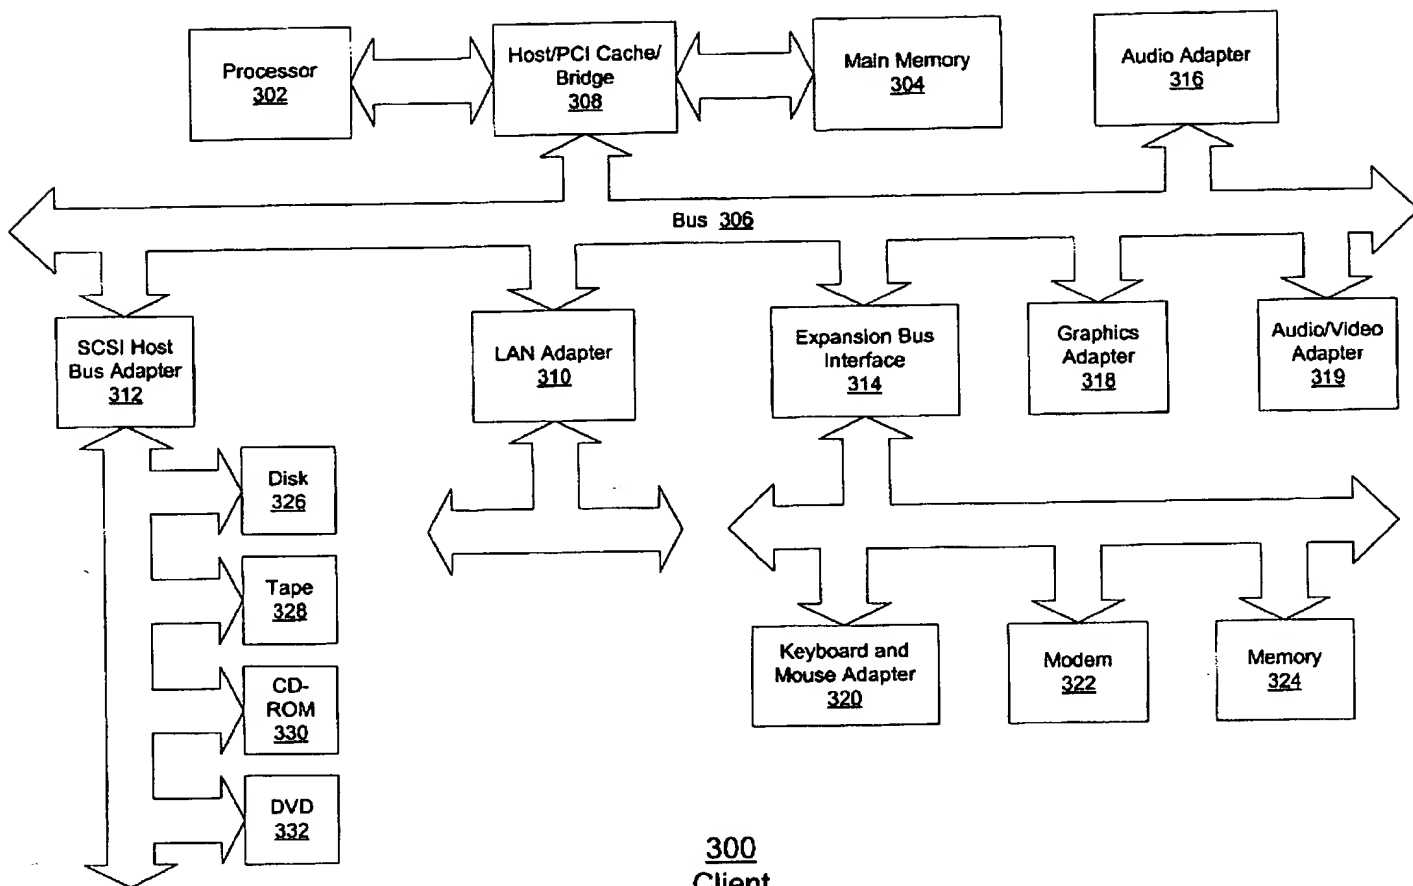 Processor
302
Host/PCI Cache/
Bridge
308
Main Memory
304
Audio Adapter
316
Bus 306
SCSI Host
Bus Adapter
312
LAN Adapter
310
Expansion Bus
Interface
314
Graphics
Adapter
318
Audio/Video
Adapter
319
Disk
326
Tape
328
CD-
ROM
330
DVD
332
Keyboard and
Mouse Adapter
320
Modem
322
Memory
324
300
Client